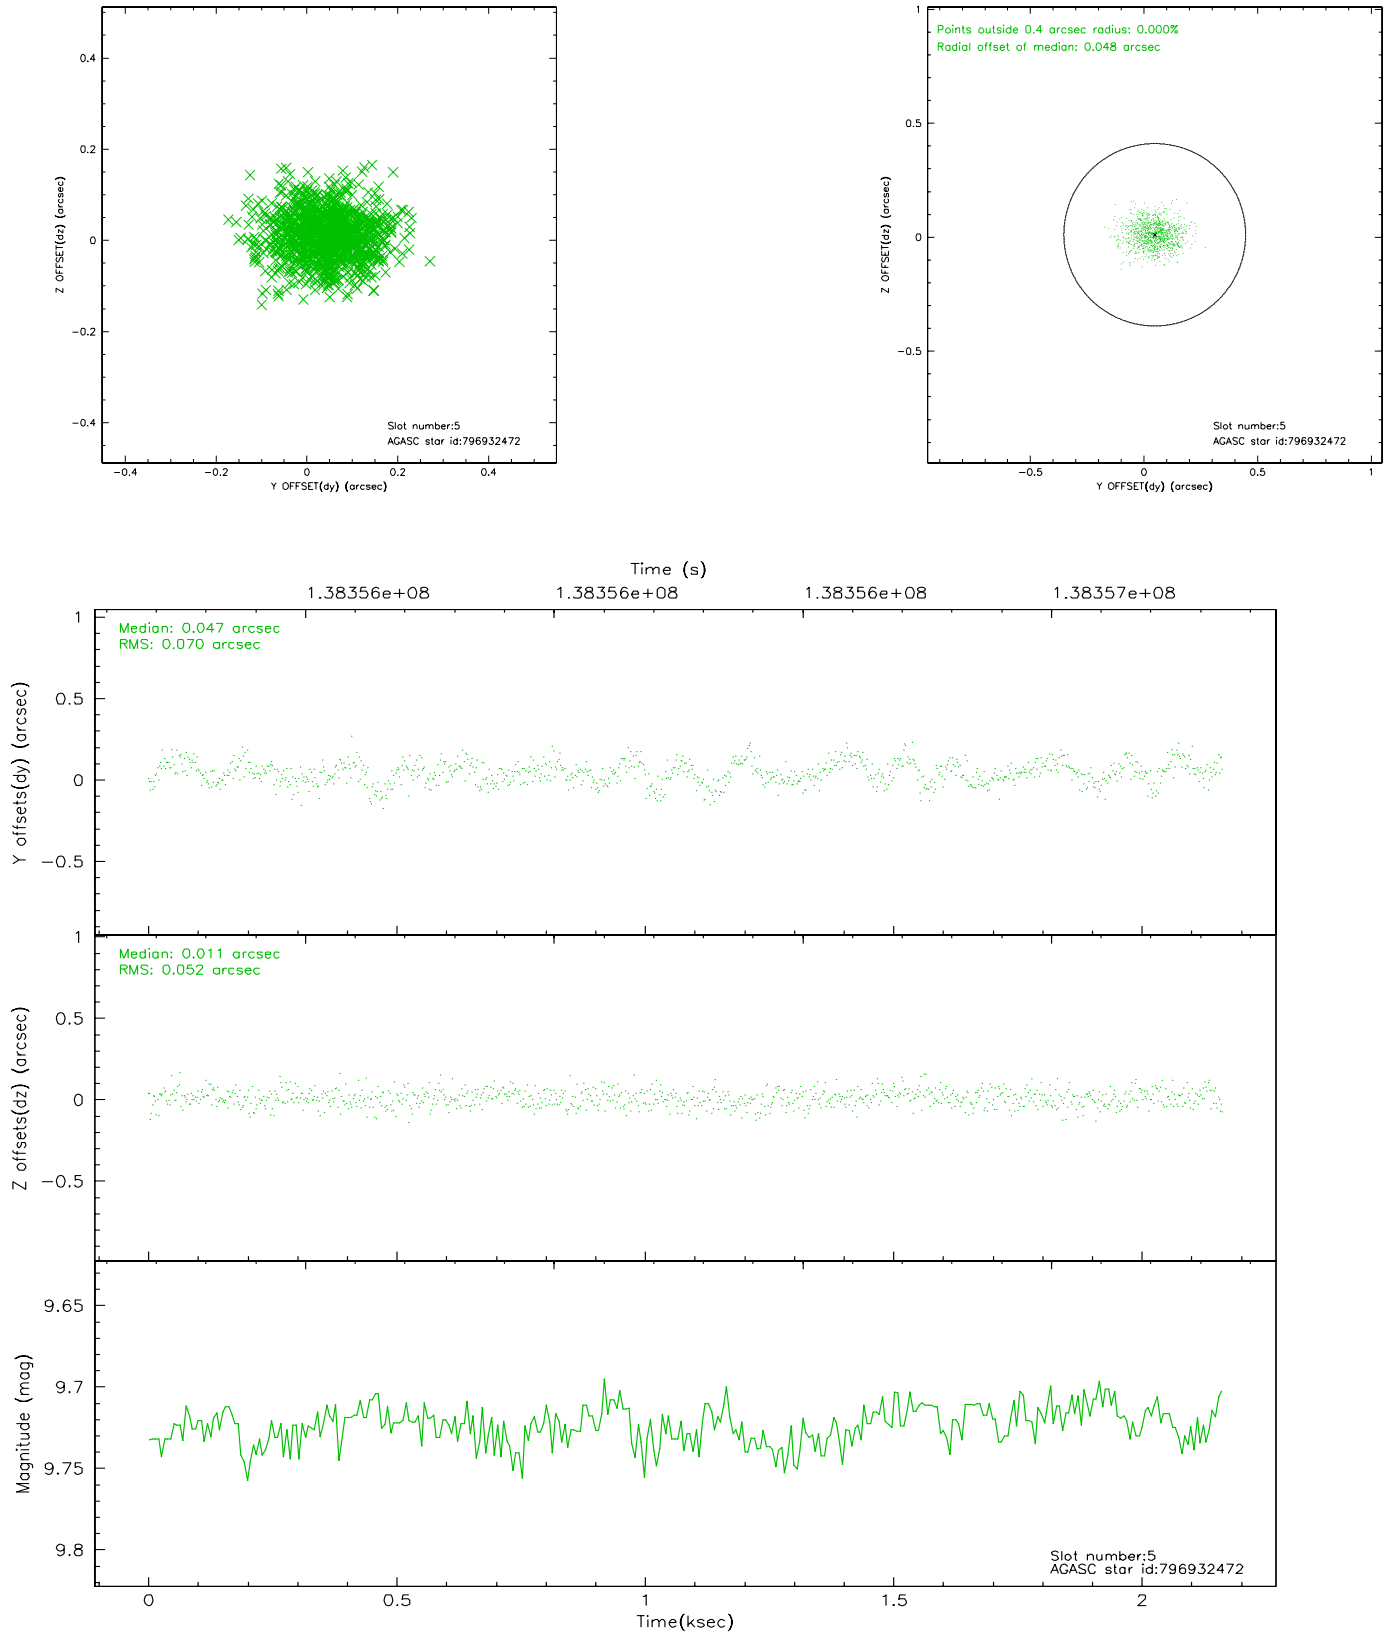 0.4
0.2
0
−0.2
−0.4
Z OFFSET(dz) (arcsec)
Slot number:5
AGASC star id:796932472
−0.4
−0.2
0
0.2
0.4
Y OFFSET(dy) (arcsec)
Points outside 0.4 arcsec radius: 0.000%
Radial offset of median: 0.048 arcsec
1
0.5
0
−0.5
Z OFFSET(dz) (arcsec)
Slot number:5
AGASC star id:796932472
−0.5
0
0.5
1
Y OFFSET(dy) (arcsec)
Time (s)
1.38356e+08
1.38356e+08
1.38356e+08
1.38357e+08
Median: 0.047 arcsec
RMS: 0.070 arcsec
1
0.5
0
−0.5
Y offsets(dy) (arcsec)
Median: 0.011 arcsec
RMS: 0.052 arcsec
1
0.5
0
−0.5
Z offsets(dz) (arcsec)
9.65
9.7
9.75
9.8
Magnitude (mag)
Slot number:5
AGASC star id:796932472
0
0.5
1
1.5
2
Time(ksec)